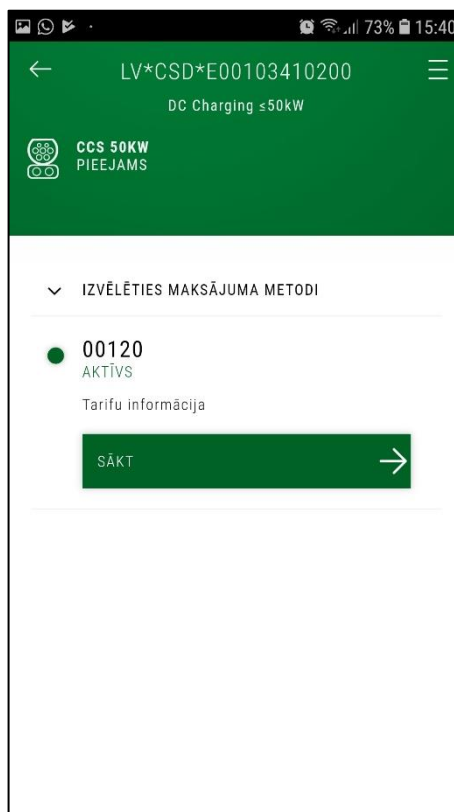 73% 15:40
LV*CSD*E00103410200
DC Charging ≤50kW
CCS 50KW
PIEEJAMS
IZVĒLĒTIES MAKSĀJUMA METODI
00120
AKTĪVS
Tarifu informācija
SĀKT